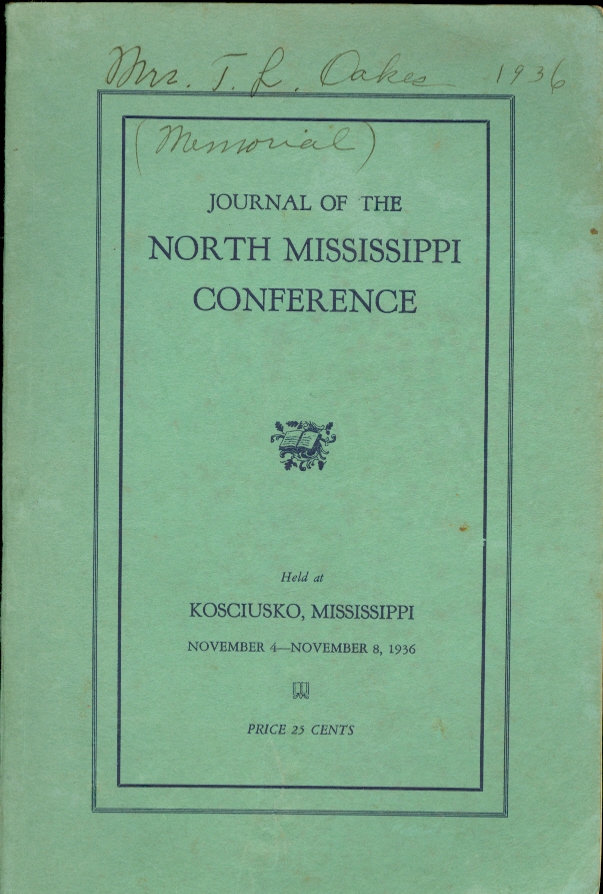 Mrs. T. L. Oakes 1936
(Memorial)
JOURNAL OF THE
NORTH MISSISSIPPI
CONFERENCE
Held at
KOSCIUSKO, MISSISSIPPI
NOVEMBER 4—NOVEMBER 8, 1936
PRICE 25 CENTS